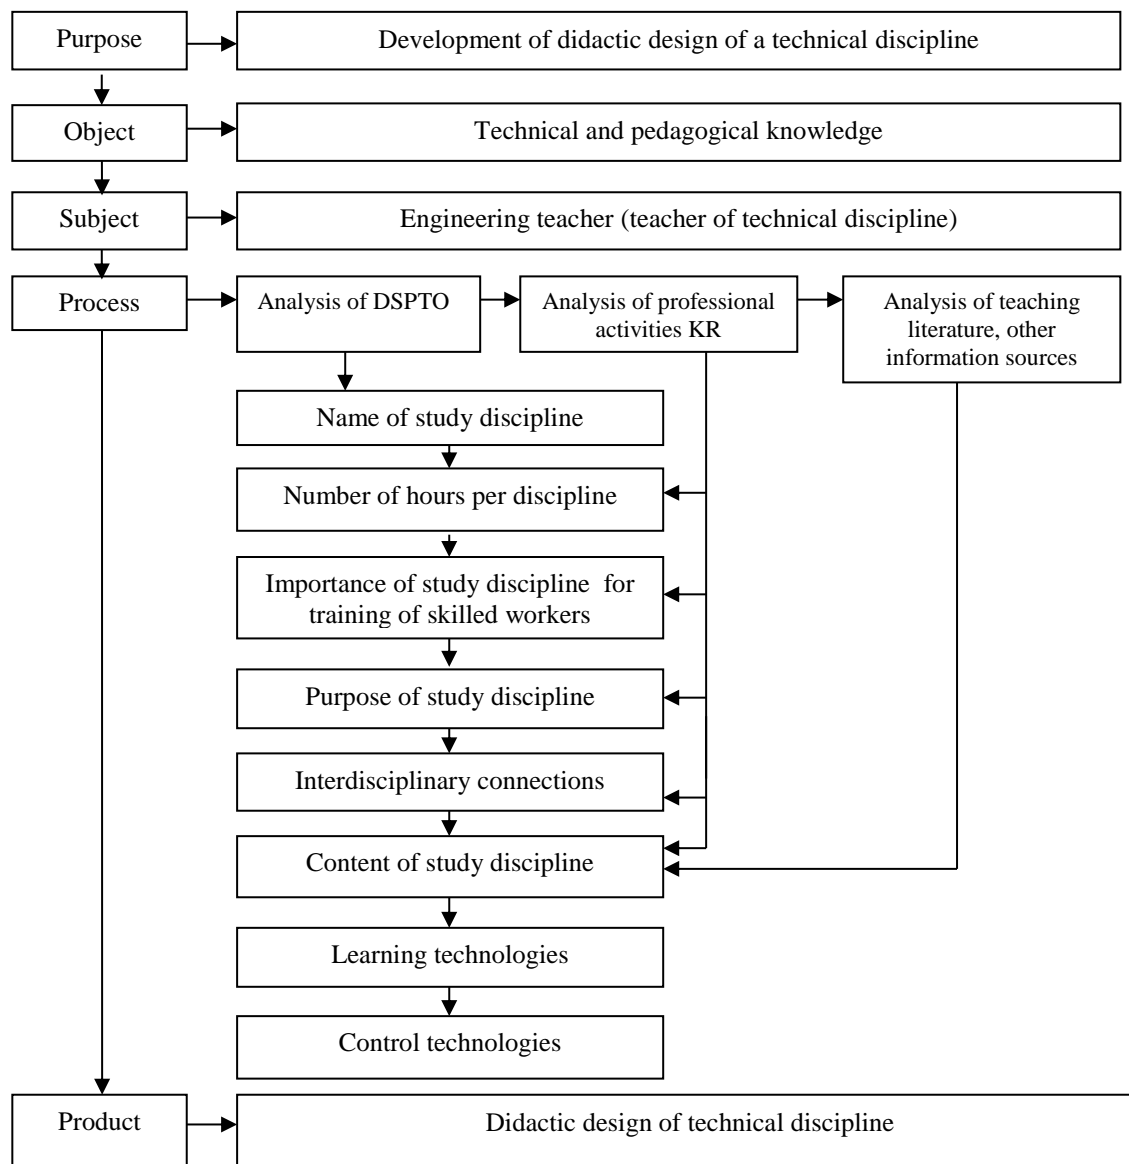 Purpose
Development of didactic design of a technical discipline
Object
Technical and pedagogical knowledge
Subject
Engineering teacher (teacher of technical discipline)
Process
Analysis of DSPTO
Analysis of professional
activities KR
Analysis of teaching
literature, other
information sources
Name of study discipline
Number of hours per discipline
Importance of study discipline for
training of skilled workers
Purpose of study discipline
Interdisciplinary connections
Content of study discipline
Learning technologies
Control technologies
Product
Didactic design of technical discipline